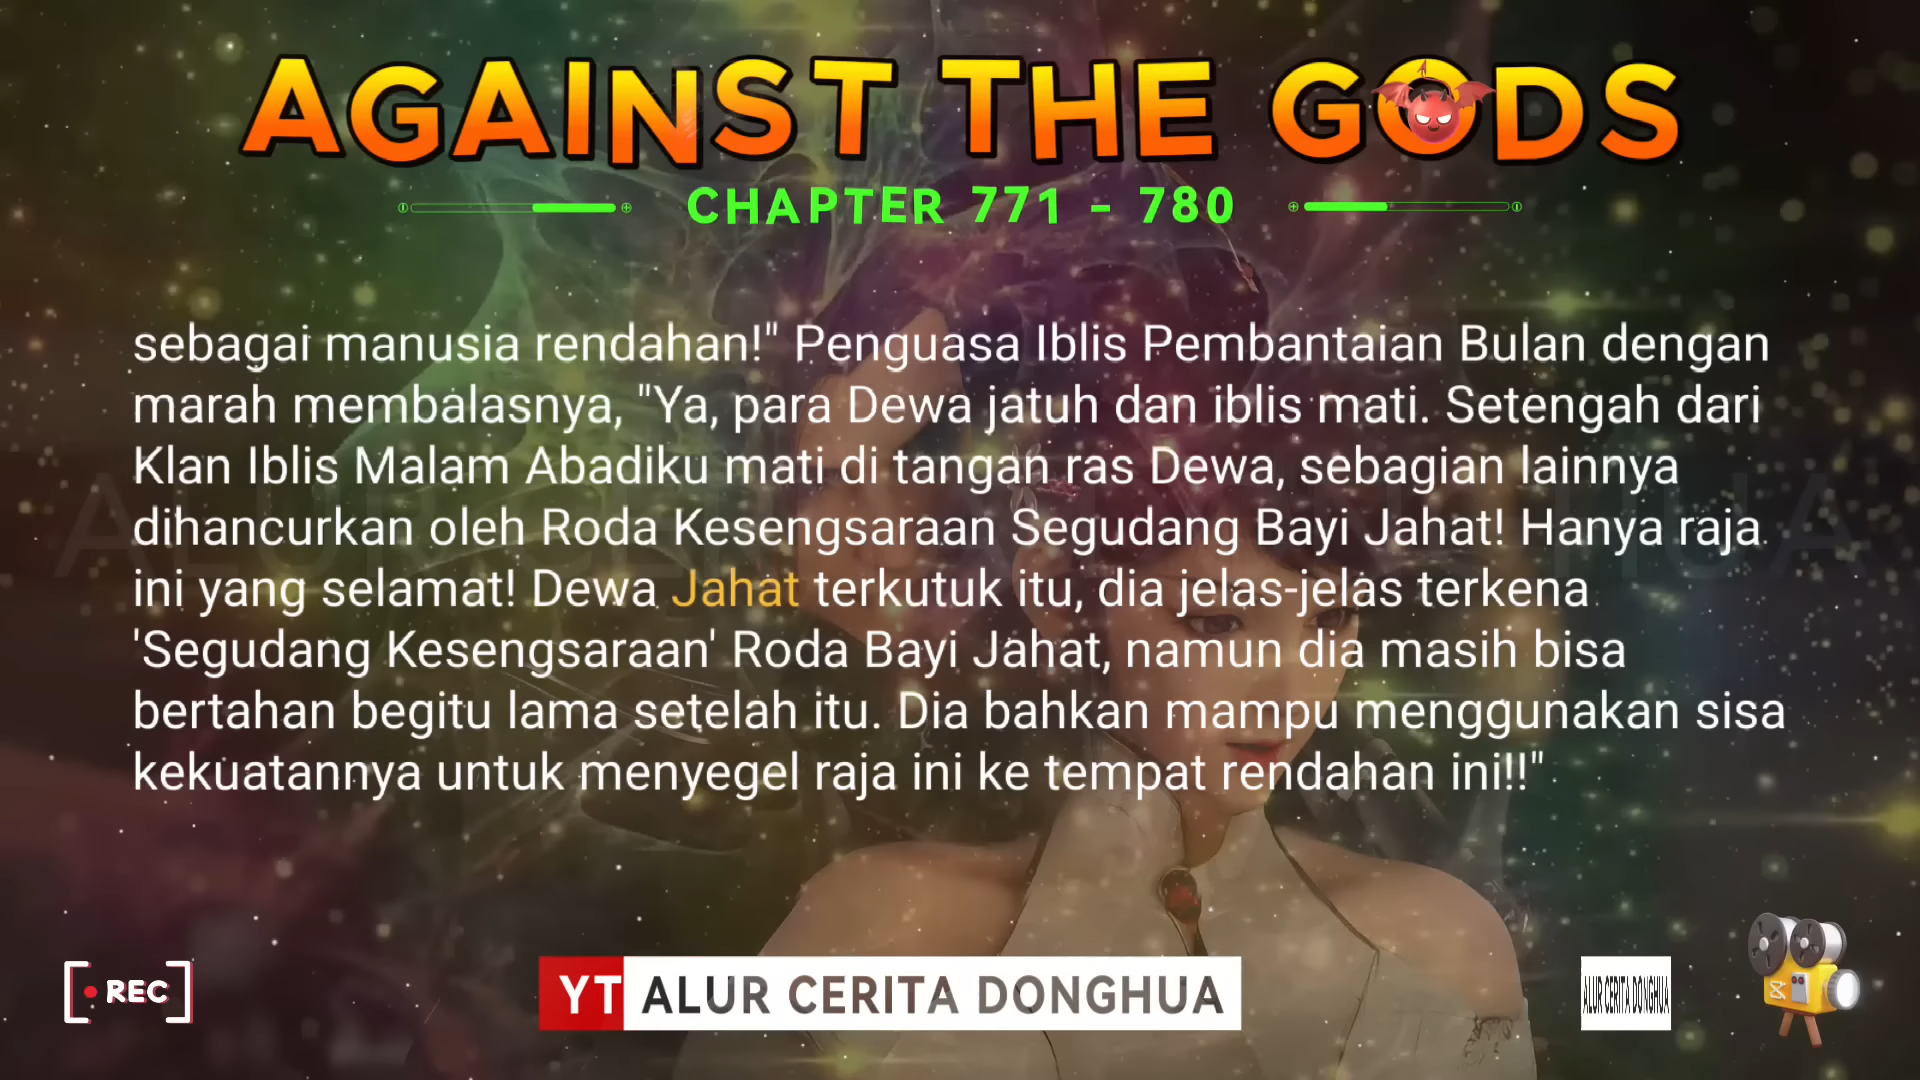 AGAINST THE GODS
CHAPTER 771 - 780
sebagai manusia rendahan!" Penguasa Iblis Pembantaian Bulan dengan
marah membalasnya, "Ya, para Dewa jatuh dan iblis mati. Setengah dari
Klan Iblis Malam Abadiku mati di tangan ras Dewa, sebagian lainnya
dihancurkan oleh Roda Kesengsaraan Segudang Bayi Jahat! Hanya raja
ini yang selamat! Dewa Jahat terkutuk itu, dia jelas-jelas terkena
'Segudang Kesengsaraan' Roda Bayi Jahat, namun dia masih bisa
bertahan begitu lama setelah itu. Dia bahkan mampu menggunakan sisa
kekuatannya untuk menyegel raja ini ke tempat rendahan ini!!"
REC
YT ALUR CERITA DONGHUA
ALUR CERITA DONGHUA